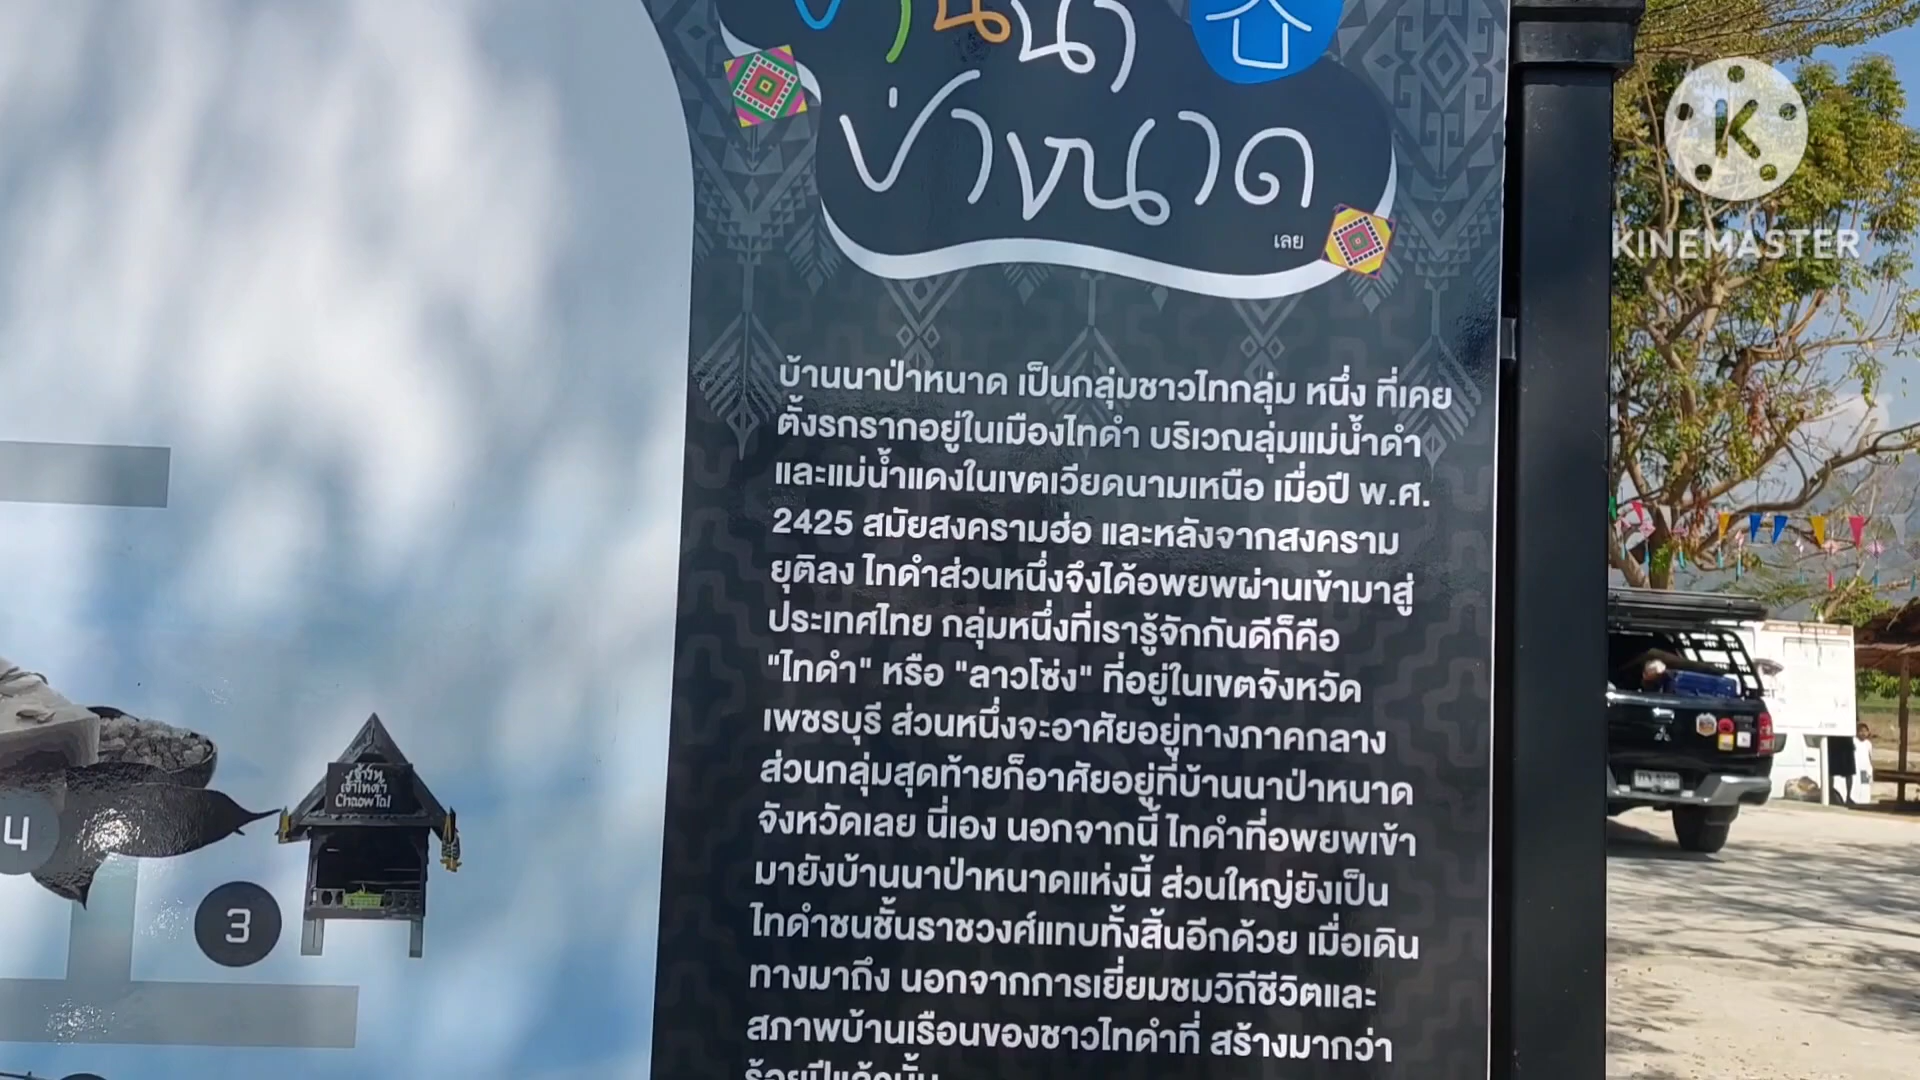 ป่าหนาด
เลย
KINEMASTER
บ้านนาป่าหนาด เป็นกลุ่มชาวไทกลุ่ม หนึ่ง ที่เคย
ตั้งรกรากอยู่ในเมืองไทดำ บริเวณลุ่มแม่น้ำดำ
และแม่น้ำแดงในเขตเวียดนามเหนือ เมื่อปี พ.ศ.
2425 สมัยสงครามฮ่อ และหลังจากสงคราม
ยุติลง ไทดำส่วนหนึ่งจึงได้อพยพผ่านเข้ามาสู่
ประเทศไทย กลุ่มหนึ่งที่เรารู้จักกันดีก็คือ
"ไทดำ" หรือ "ลาวโซ่ง" ที่อยู่ในเขตจังหวัด
เพชรบุรี ส่วนหนึ่งจะอาศัยอยู่ทางภาคกลาง
ส่วนกลุ่มสุดท้ายก็อาศัยอยู่ที่บ้านนาป่าหนาด
จังหวัดเลย นี่เอง นอกจากนี้ ไทดำที่อพยพเข้า
มายังบ้านนาป่าหนาดแห่งนี้ ส่วนใหญ่ยังเป็น
ไทดำชนชั้นราชวงศ์แทบทั้งสิ้นอีกด้วย เมื่อเดิน
ทางมาถึง นอกจากการเยี่ยมชมวิถีชีวิตและ
สภาพบ้านเรือนของชาวไทดำที่ สร้างมากว่า
Chaow Tai
4
3